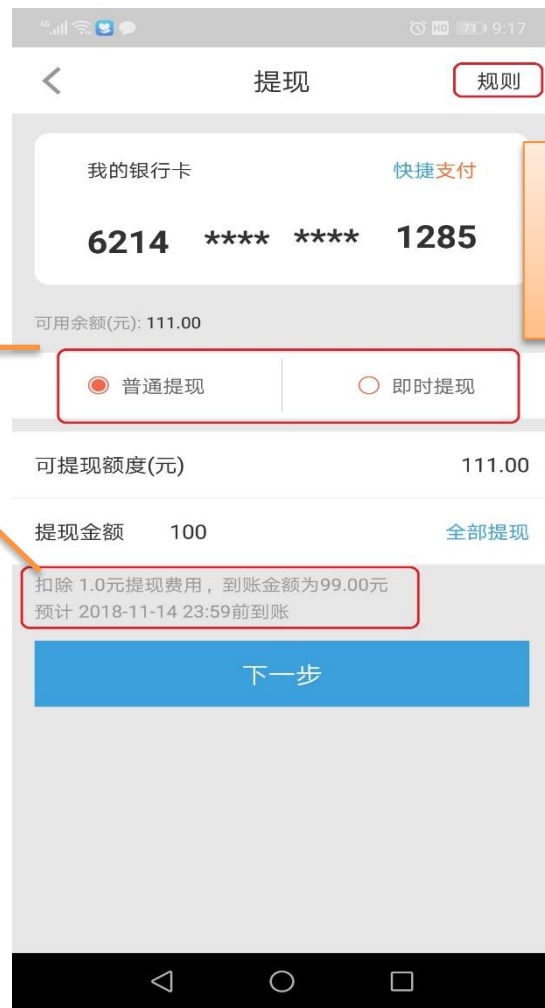 46 HD 71 9:17
提现 规则
我的银行卡 快捷支付
6214 **** **** 1285
可用余额(元): 111.00
普通提现 即时提现
可提现额度(元) 111.00
提现金额 100 全部提现
扣除 1.0元提现费用，到账金额为99.00元
预计 2018-11-14 23:59前到账
下一步